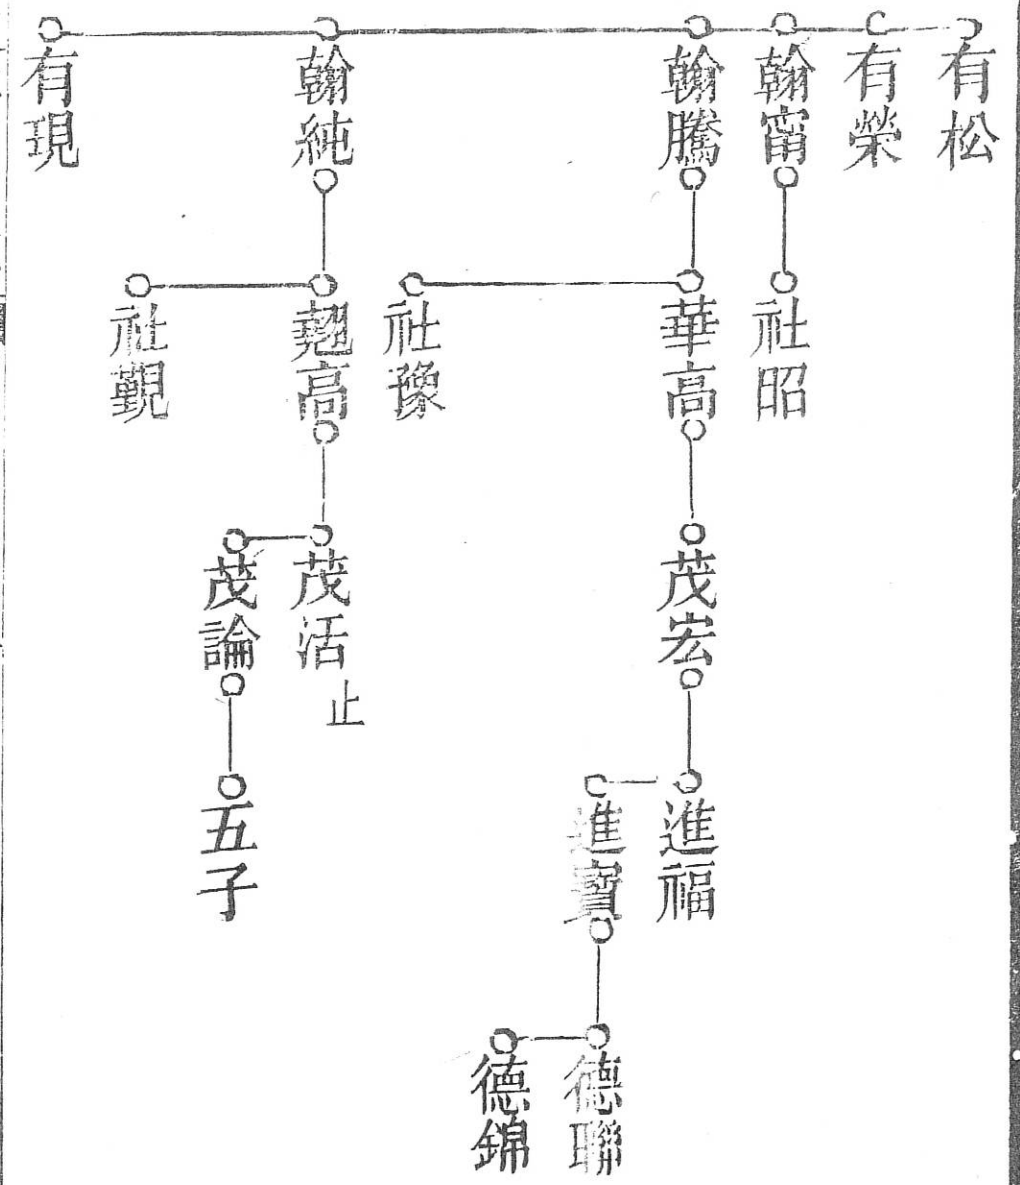 有松
有榮
翰甯
翰騰
翰純
有現
社昭
華高
社豫
翹高
社觀
茂宏
茂活
止
茂論
進福
進寶
五子
德聯
德錦